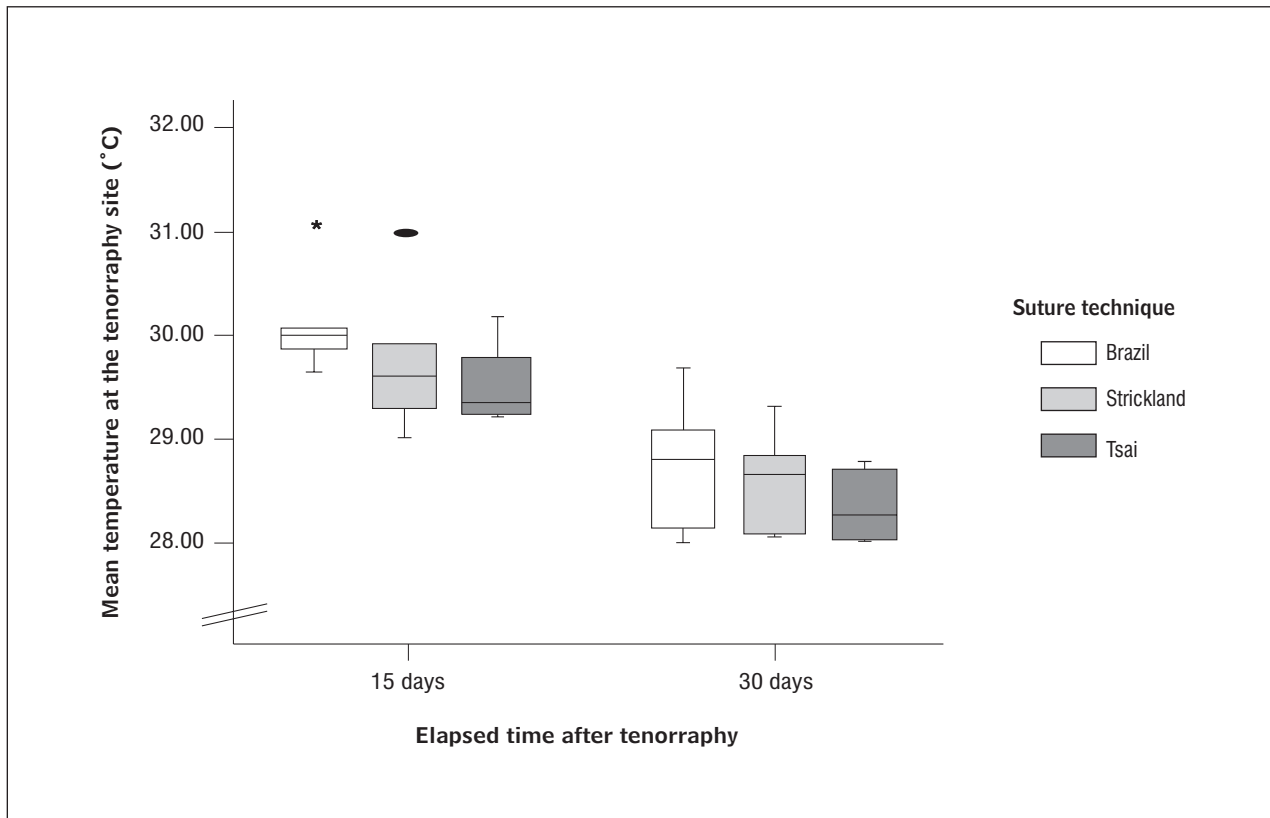 Mean temperature at the tenorraphy site (˚C)
32.00
31.00
30.00
29.00
28.00
*
15 days
30 days
Elapsed time after tenorraphy
Suture technique
Brazil
Strickland
Tsai